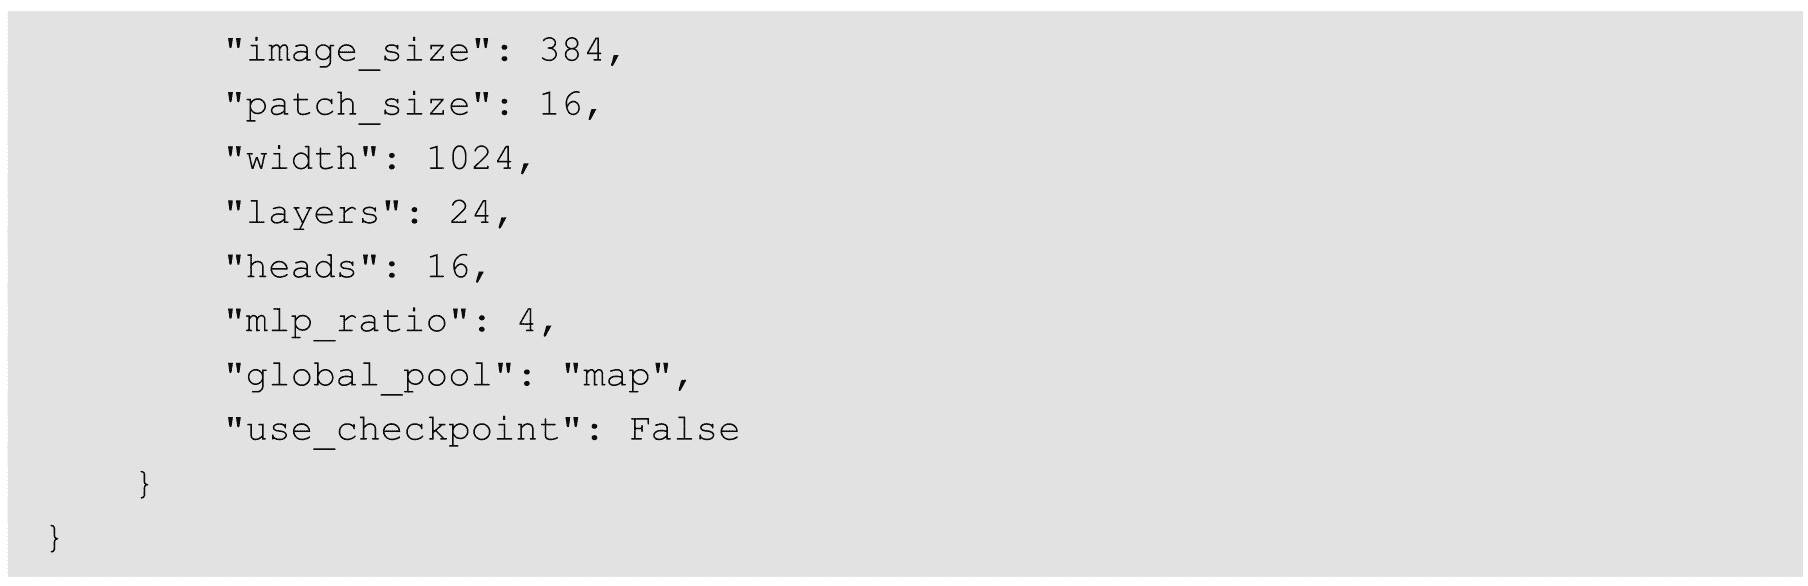 "image_size": 384,
"patch_size": 16,
"width": 1024,
"layers": 24,
"heads": 16,
"mlp_ratio": 4,
"global_pool": "map",
"use_checkpoint": False
}
}